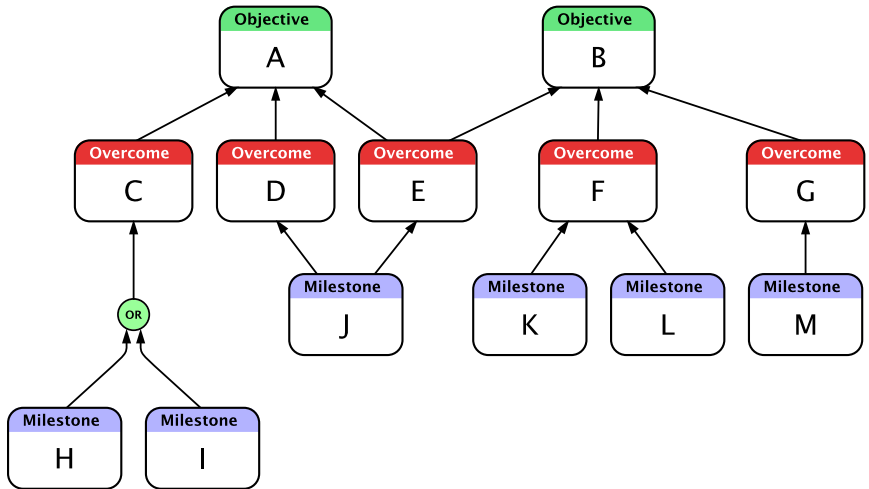 Objective
A
Objective
B
Overcome
C
Overcome
D
Overcome
E
Overcome
F
Overcome
G
Milestone
J
Milestone
K
Milestone
L
Milestone
M
OR
Milestone
H
Milestone
I